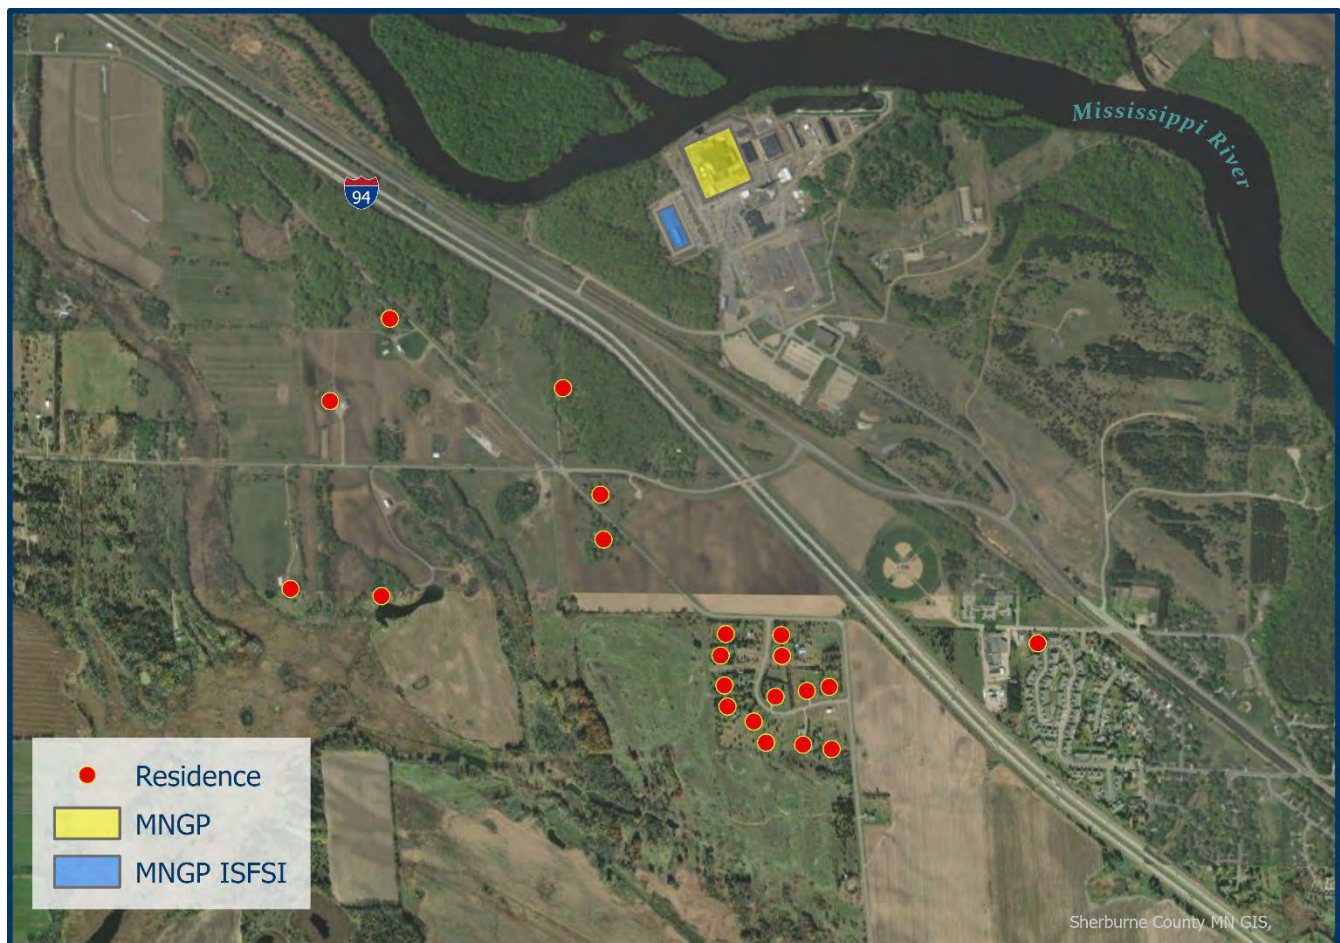 Mississippi River
94
Residence
MNGP
MNGP ISFSI
Sherburne County MN GIS,